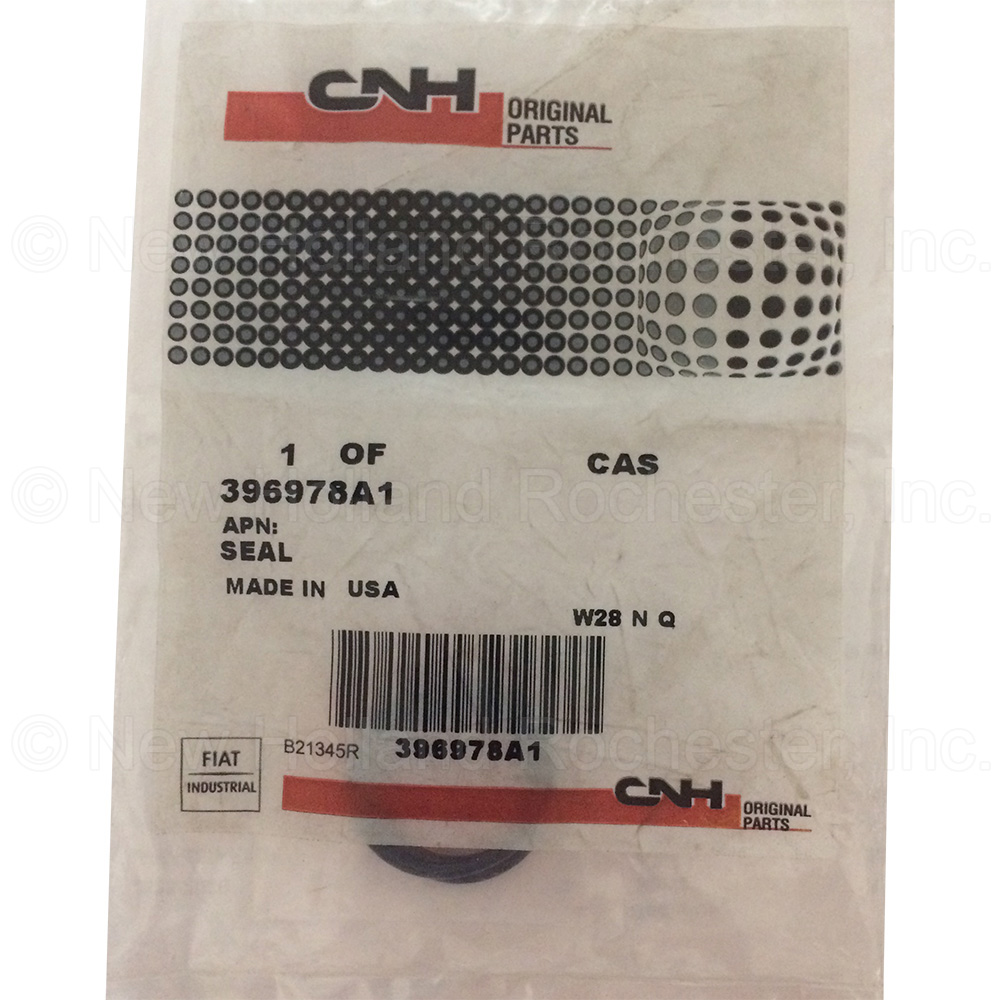 CNH
ORIGINAL
PARTS
© New Holland Rochester, Inc.
1 OF
CAS
396978A1
© New Holland Rochester, Inc.
APN:
SEAL
MADE IN USA
W28 N Q
© New Holland Rochester, Inc.
B21345R 396978A1
FIAT
INDUSTRIAL
CNH
ORIGINAL
PARTS